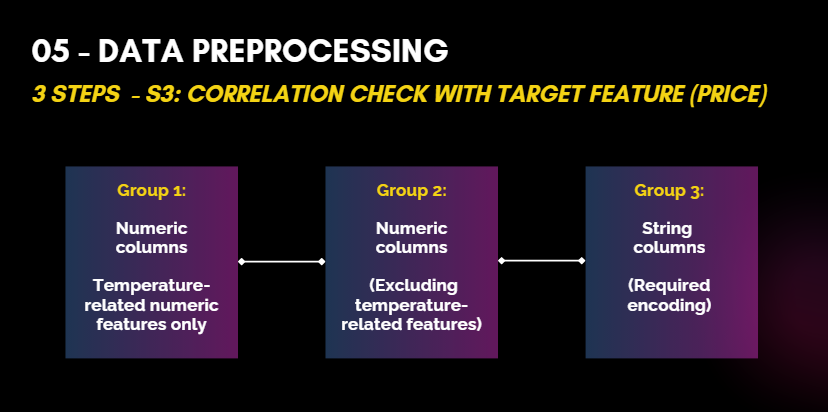 05 - DATA PREPROCESSING
3 STEPS - S3: CORRELATION CHECK WITH TARGET FEATURE (PRICE)
Group 1:
Numeric
columns
Temperature-
related numeric
features only
Group 2:
Numeric
columns
(Excluding
temperature-
related features)
Group 3:
String
columns
(Required
encoding)